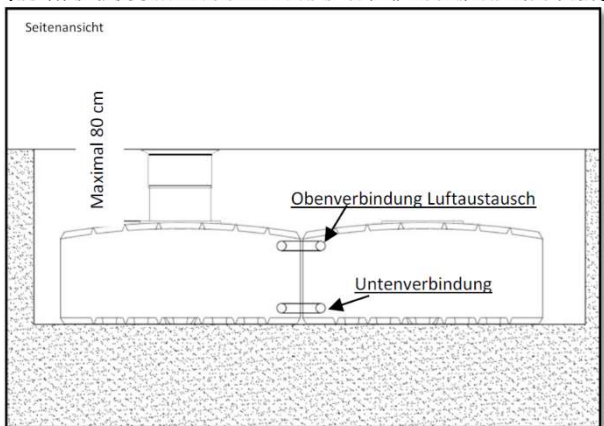 Seitenansicht
Maximal 80 cm
Obenverbindung Luftaustausch
Untenverbindung